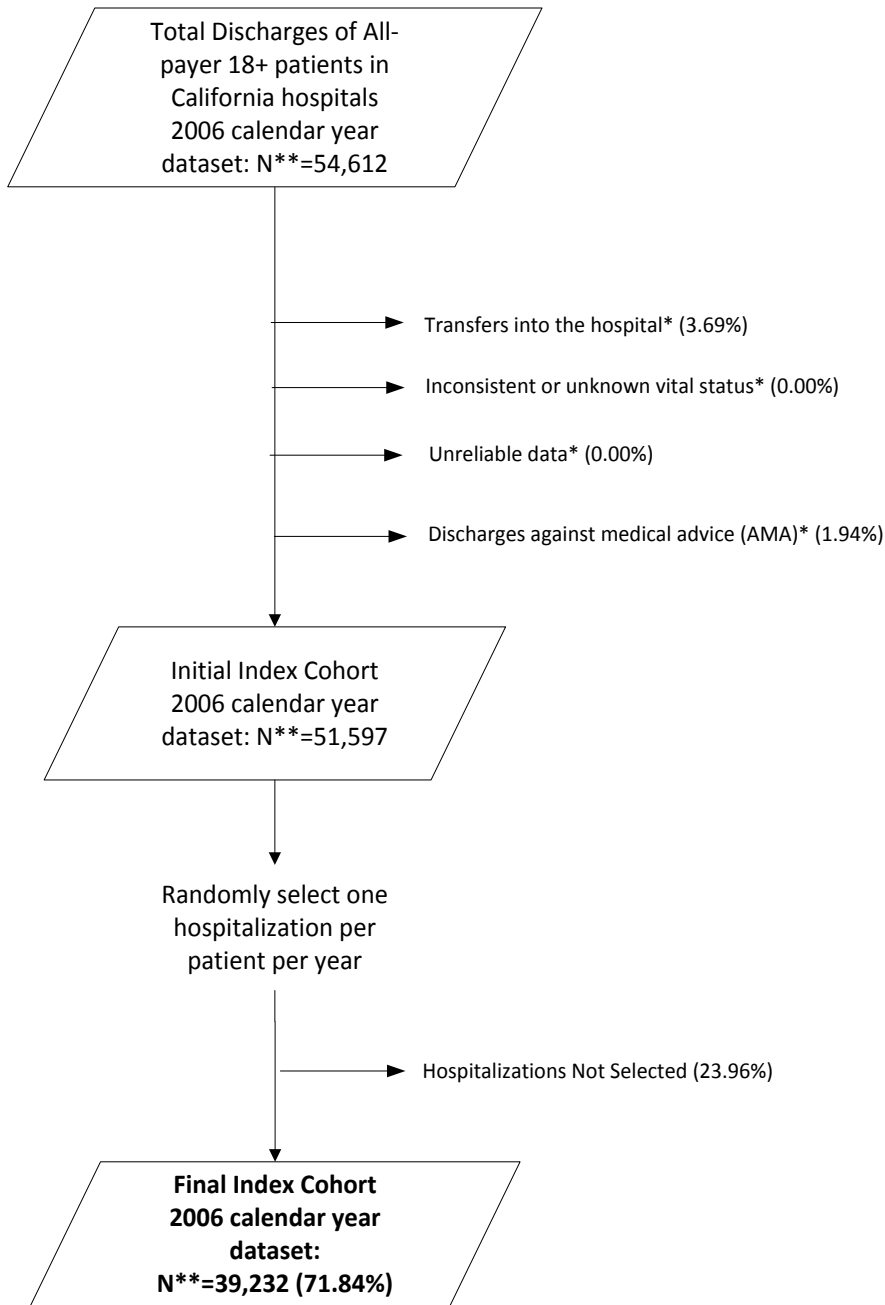 Total Discharges of All-
payer 18+ patients in
California hospitals
2006 calendar year
dataset: N**=54,612
Transfers into the hospital* (3.69%)
Inconsistent or unknown vital status* (0.00%)
Unreliable data* (0.00%)
Discharges against medical advice (AMA)* (1.94%)
Initial Index Cohort
2006 calendar year
dataset: N**=51,597
Randomly select one
hospitalization per
patient per year
Hospitalizations Not Selected (23.96%)
Final Index Cohort
2006 calendar year
dataset:
N**=39,232 (71.84%)